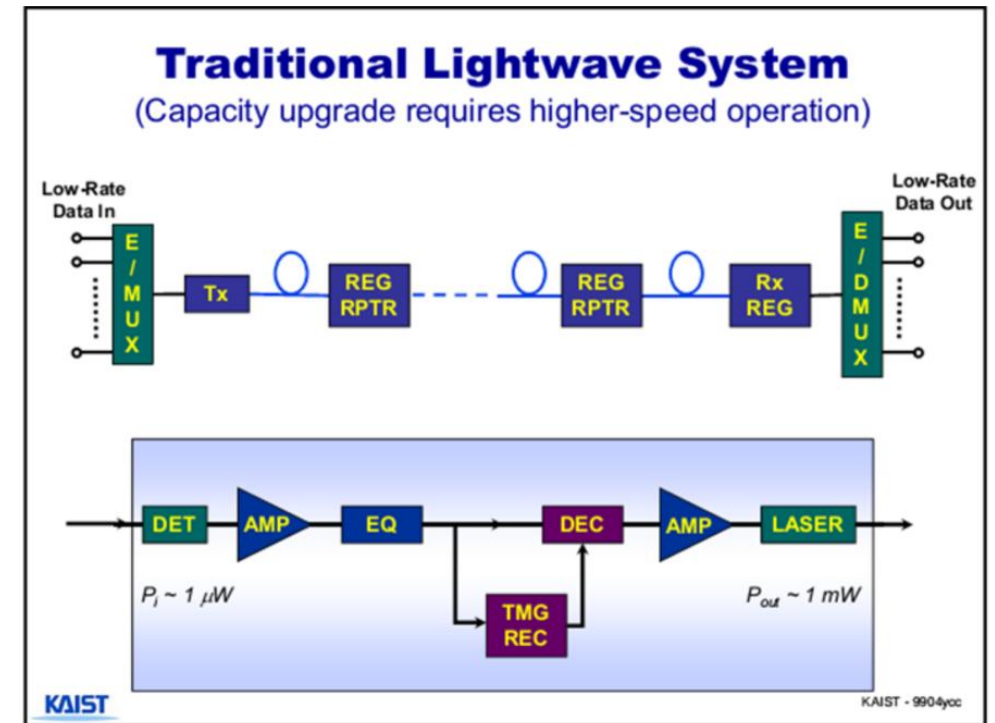 Traditional Lightwave System
(Capacity upgrade requires higher-speed operation)
Low-Rate
Data In
Low-Rate
Data Out
E
/
M
U
X
Tx
REG
RPTR
REG
RPTR
Rx
REG
E
/
D
M
U
X
DET
AMP
EQ
DEC
AMP
LASER
Pi ~ 1 μW
Pout ~ 1 mW
TMG
REC
KAIST
KAIST - 9904ycc